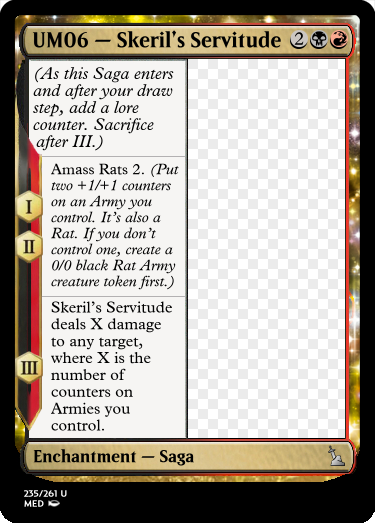 UM06 — Skeril's Servitude 2
(As this Saga enters
and after your draw
step, add a lore
counter. Sacrifice
after III.)
I
II
Amass Rats 2. (Put
two +1/+1 counters
on an Army you
control. It's also a
Rat. If you don't
control one, create a
0/0 black Rat Army
creature token first.)
III
Skeril's Servitude
deals X damage
to any target,
where X is the
number of
counters on
Armies you
control.
Enchantment — Saga
235/261 U
MED